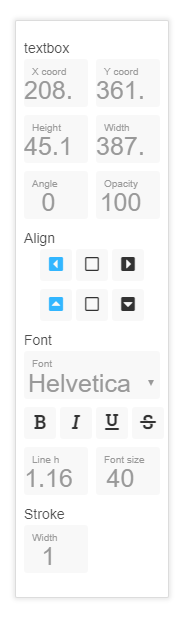 textbox
X coord Y coord
208. 361.
Height Width
45.1 387.
Angle Opacity
0 100
Align
Font
Font
Helvetica
B I U S
Line h Font size
1.16 40
Stroke
Width
1